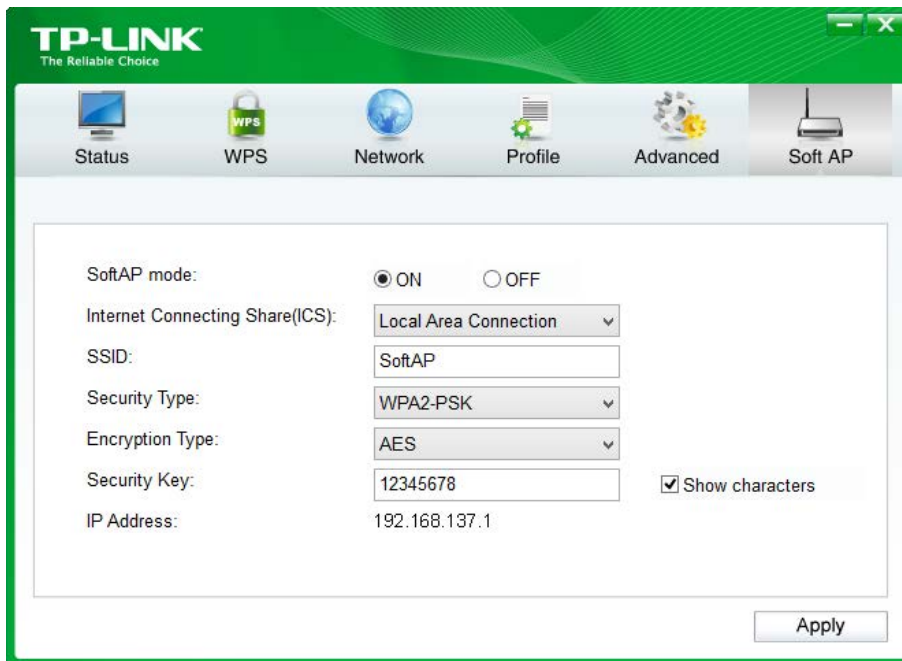 TP-LINK
The Reliable Choice
WPS
Status WPS Network Profile Advanced Soft AP
SoftAP mode: ON OFF
Internet Connecting Share(ICS): Local Area Connection
SSID: SoftAP
Security Type: WPA2-PSK
Encryption Type: AES
Security Key: 12345678 Show characters
IP Address: 192.168.137.1
Apply